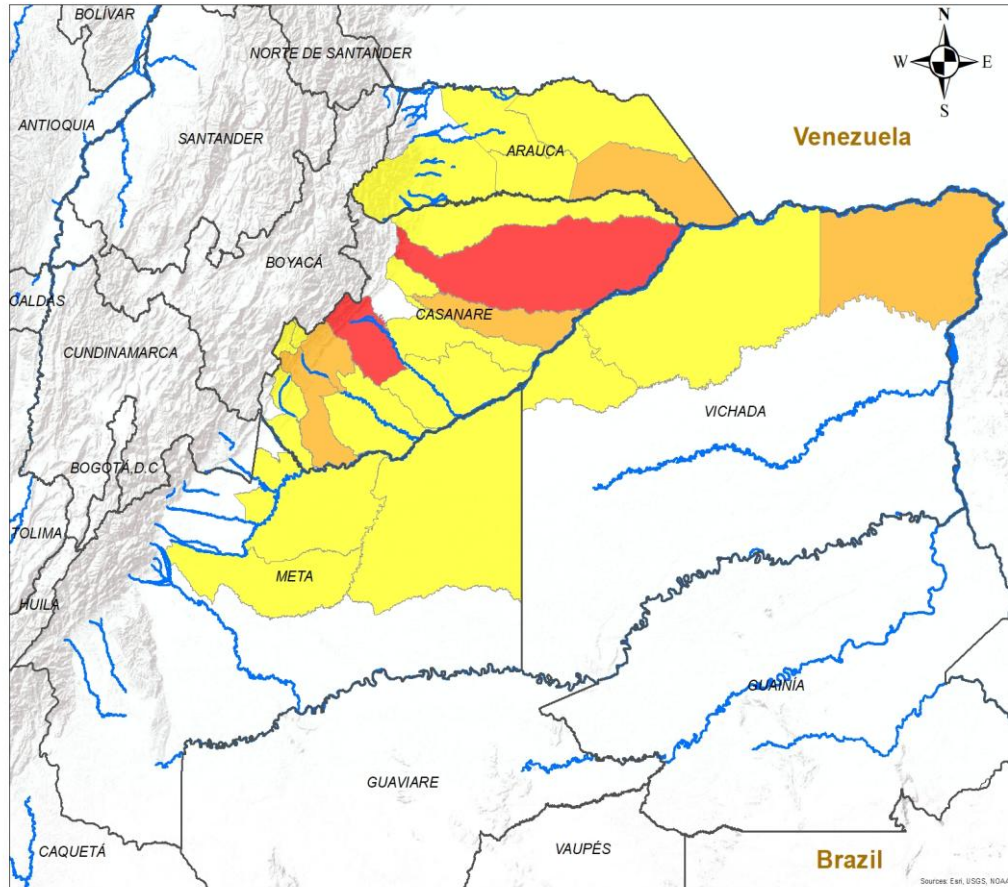 BOLÍVAR
N
NORTE DE SANTANDER
W
E
S
ANTIOQUIA
SANTANDER
Venezuela
ARAUCA
BOYACÁ
CALDAS
CASANARE
CUNDINAMARCA
VICHADA
BOGOTÁ, D.C
TOLIMA
META
HUILA
GUAINÍA
GUAVIARE
CAQUETÁ
VAUPÉS
Brazil
Sources: Esri, USGS, NOAA